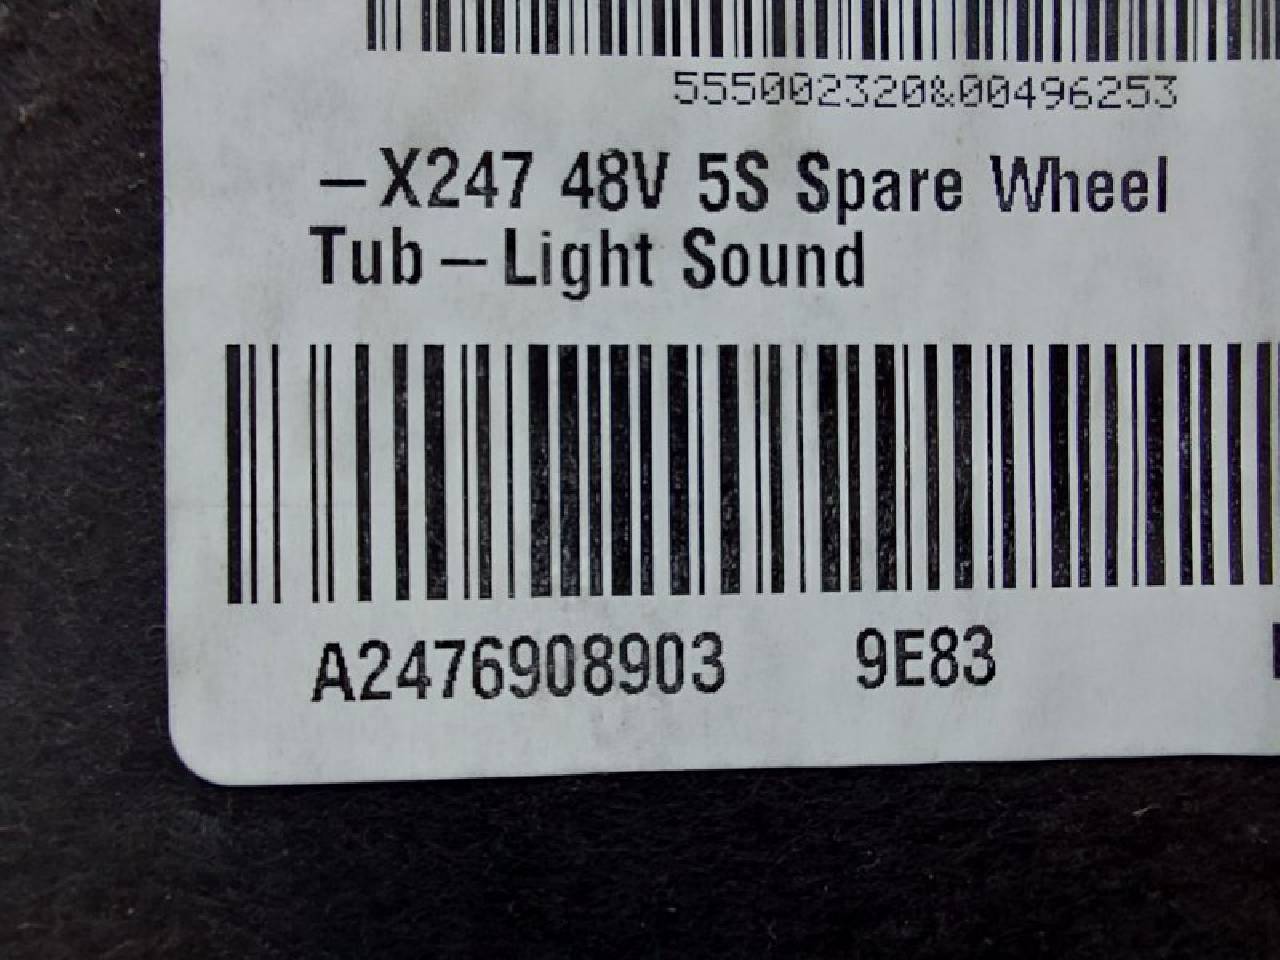 555002320&00496253
–X247 48V 5S Spare Wheel
Tub – Light Sound
A2476908903 9E83